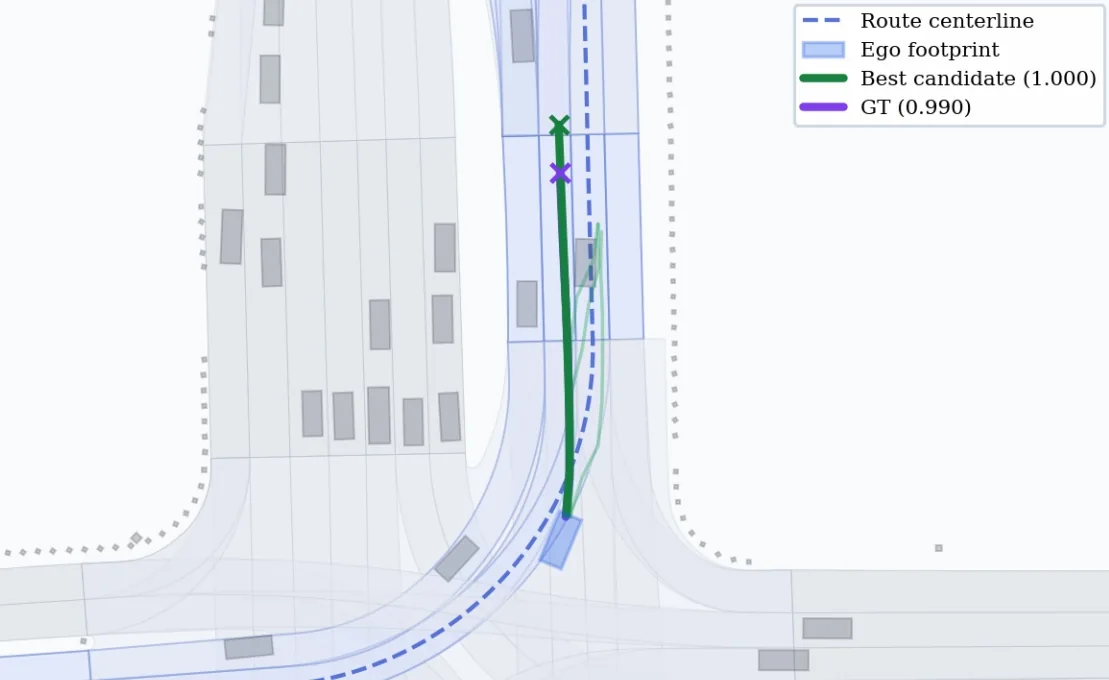 Route centerline
Ego footprint
Best candidate (1.000)
GT (0.990)